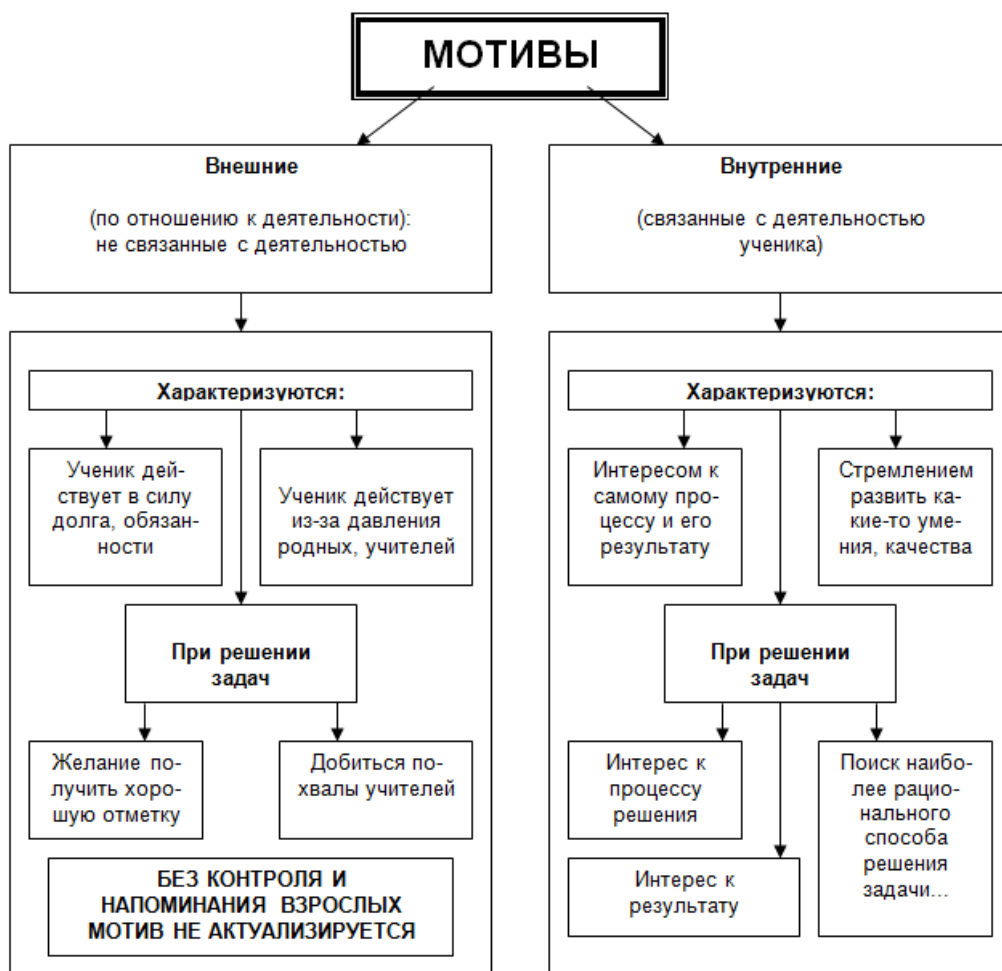 МОТИВЫ
Внешние
(по отношению к деятельности):
не связанные с деятельностью
Внутренние
(связанные с деятельностью
ученика)
Характеризуются:
Ученик дей-
ствует в силу
долга, обязан-
ности
Ученик действует
из-за давления
родных, учителей
При решении
задач
Желание по-
лучить хоро-
шую отметку
Добиться по-
хвалы учителей
БЕЗ КОНТРОЛЯ И
НАПОМИНАНИЯ ВЗРОСЛЫХ
МОТИВ НЕ АКТУАЛИЗИРУЕТСЯ
Характеризуются:
Интересом к
самому про-
цессу и его
результату
Стремлением
развить ка-
кие-то уме-
ния, качества
При решении
задач
Интерес к
процессу
решения
Интерес к
результату
Поиск наибо-
лее рацио-
нального
способа
решения
задачи...